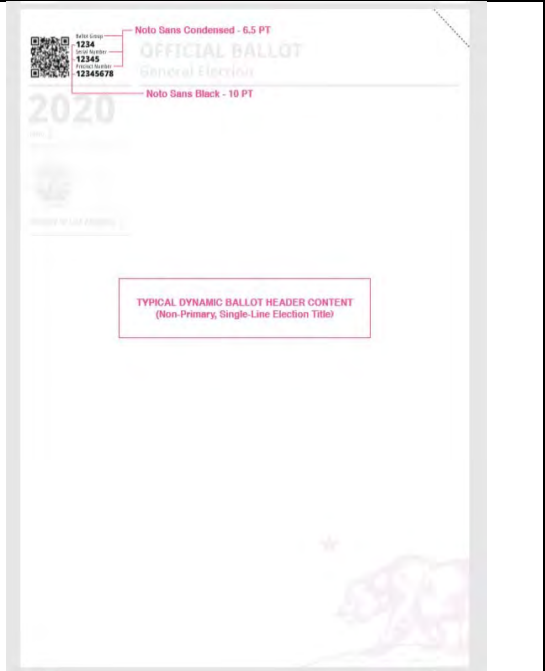 Ballot Group
1234
Serial Number
12345
Precinct Number
12345678
Noto Sans Condensed - 6.5 PT
OFFICIAL BALLOT
General Election
Noto Sans Black - 10 PT
2020
TYPICAL DYNAMIC BALLOT HEADER CONTENT
(Non-Primary, Single-Line Election Title)